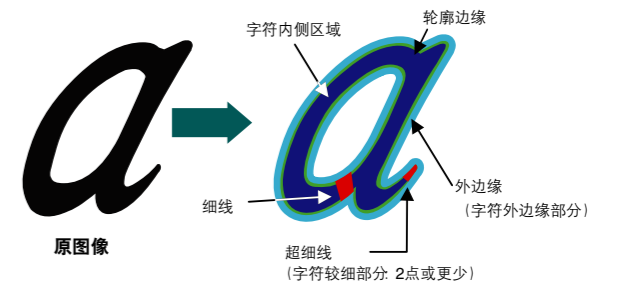 轮廓边缘
字符内侧区域
细线
外边缘
(字符外边缘部分)
原图像
超细线
(字符较细部分: 2点或更少)